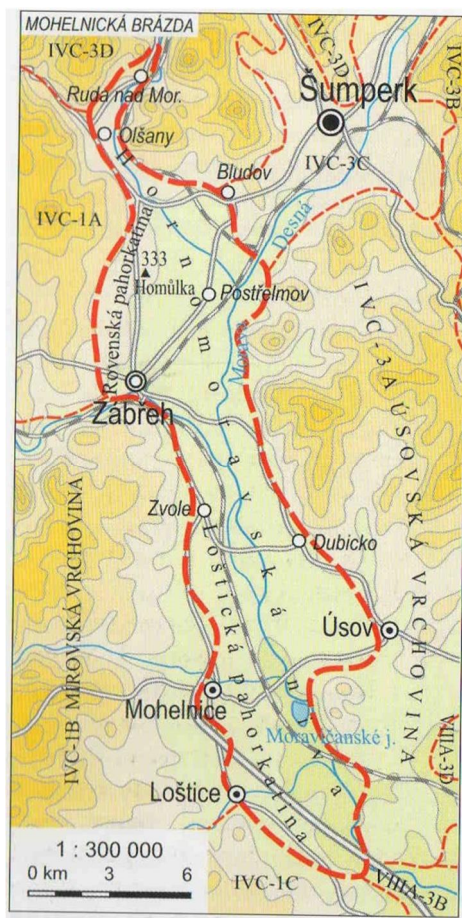 MOHELNICKÁ BRÁZDA
IVC-3D
IVC-3D
IVC-3B
Ruda nad Mor.
Šumperk
Olšany
IVC-3C
Bludov
Desná
IVC-1A
Hornomoravská niva
Rovenská pahorkatina
333
Homůlka
Postřelmov
Morava
IVC-3A ÚSOVSKÁ VRCHOVINA
Zábřeh
Zvole
Dubicko
Loštická pahorkatina
IVC-1B MÍROVSKÁ VRCHOVINA
Úsov
Mohelnice
Moravičanské j.
VIIIA-3D
Loštice
1 : 300 000
0 km 3 6
IVC-1C
VIIIA-3B